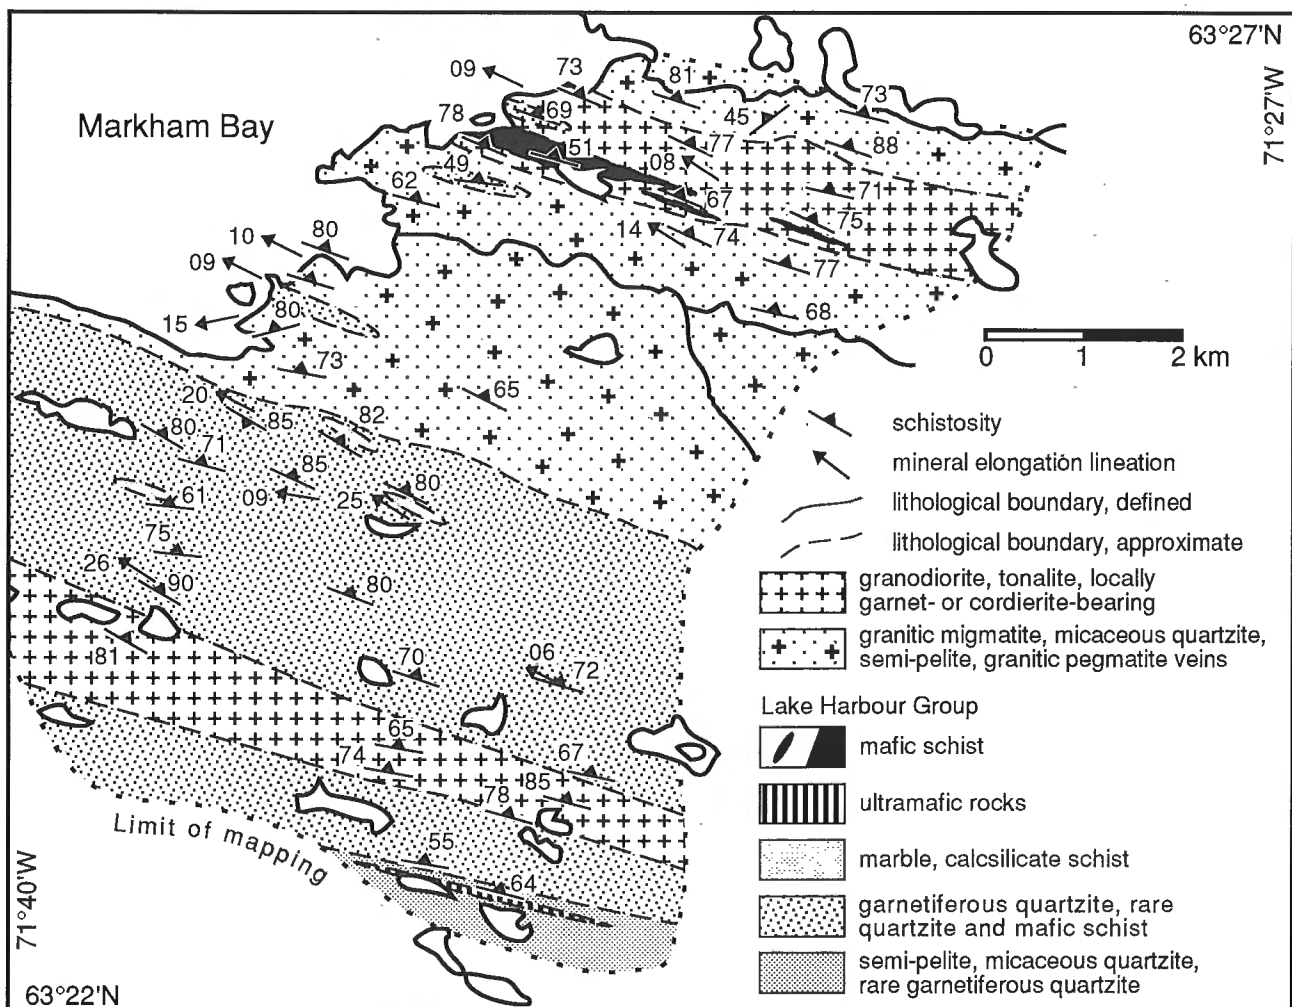 63°27'N
71°27'W
Markham Bay
09
73
81
73
69
78
45
77
88
51
08
49
62
67
71
75
14
74
77
10
80
09
68
15
80
0 1 2 km
73
65
20
85
82
80
71
85
80
61
09
25
75
26
90
80
81
70
06
72
65
74
67
85
78
55
64
Limit of mapping
71°40'W
63°22'N
schistosity
mineral elongation lineation
lithological boundary, defined
lithological boundary, approximate
granodiorite, tonalite, locally
garnet- or cordierite-bearing
granitic migmatite, micaceous quartzite,
semi-pelite, granitic pegmatite veins
Lake Harbour Group
mafic schist
ultramafic rocks
marble, calcsilicate schist
garnetiferous quartzite, rare
quartzite and mafic schist
semi-pelite, micaceous quartzite,
rare garnetiferous quartzite